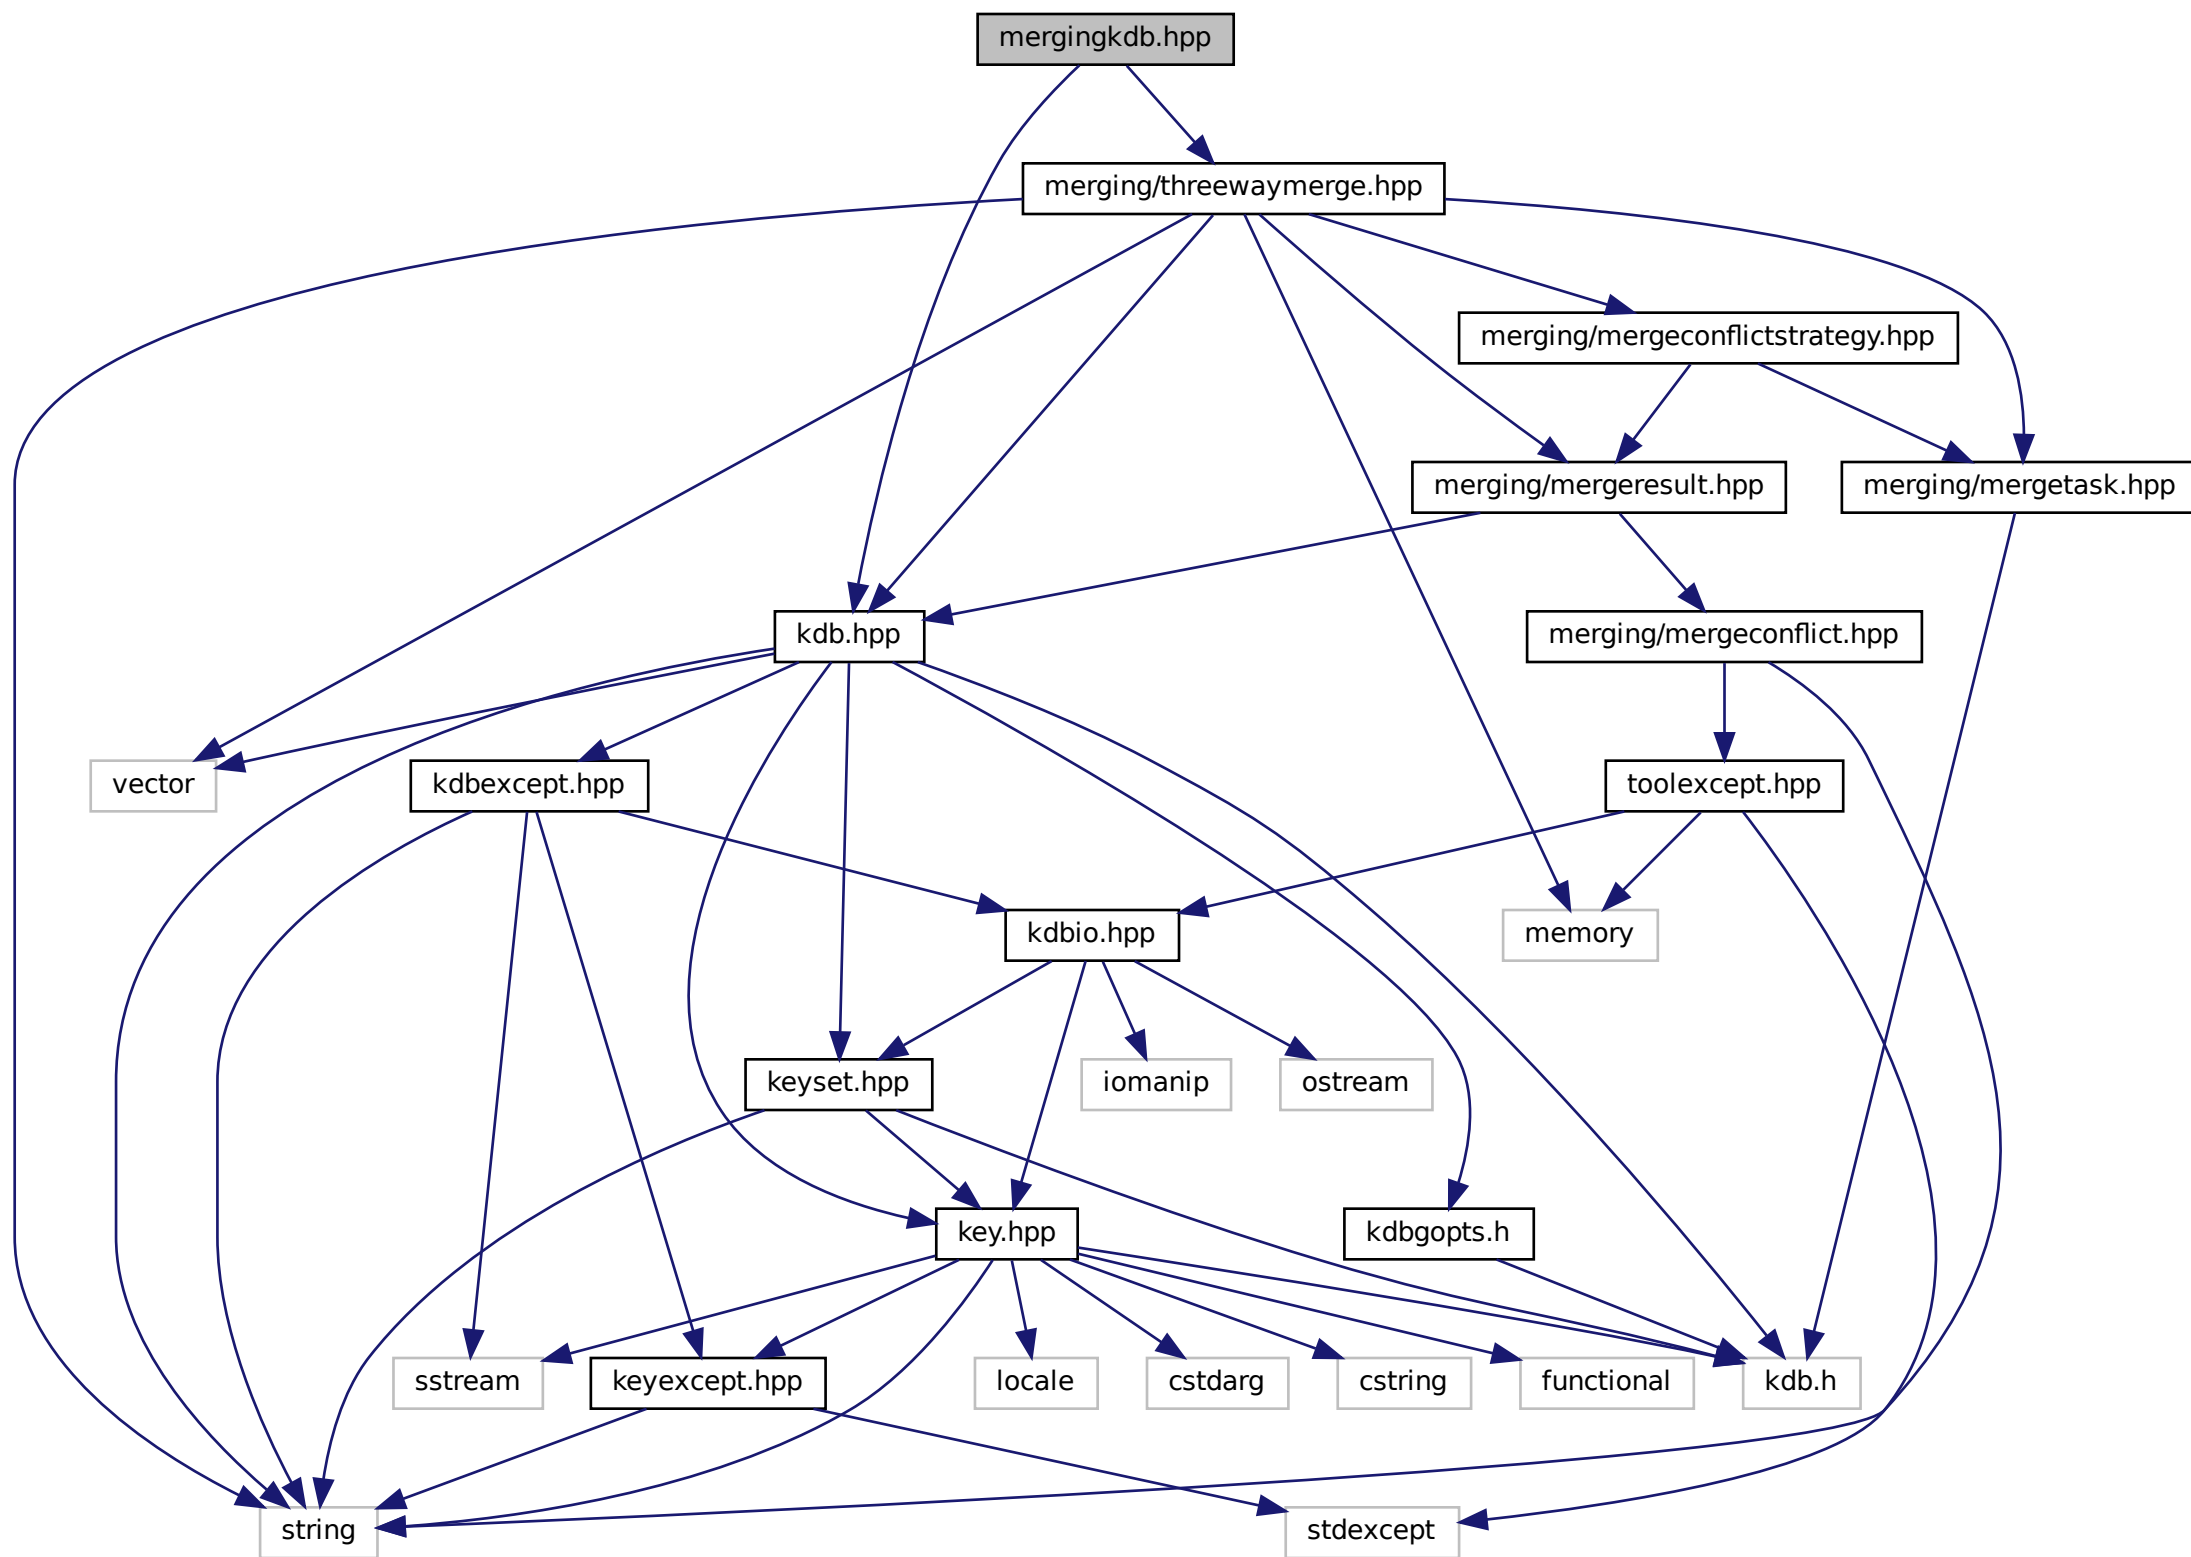 mergingkdb.hpp
merging/threewaymerge.hpp
merging/mergeconflictstrategy.hpp
merging/mergeresult.hpp
merging/mergetask.hpp
kdb.hpp
merging/mergeconflict.hpp
vector
kdbexcept.hpp
toolexcept.hpp
kdbio.hpp
memory
keyset.hpp
iomanip
ostream
key.hpp
kdbgopts.h
sstream
keyexcept.hpp
locale
cstdarg
cstring
functional
kdb.h
string
stdexcept